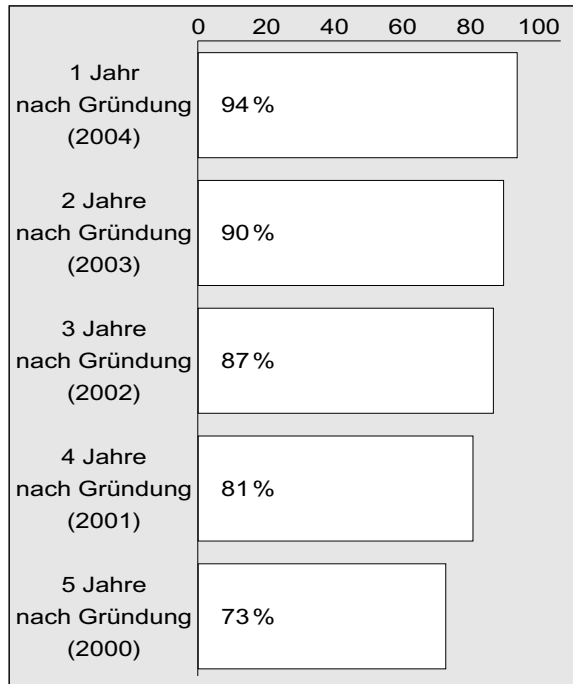 0 20 40 60 80 100
1 Jahr
nach Gründung
(2004)
94 %
2 Jahre
nach Gründung
(2003)
90 %
3 Jahre
nach Gründung
(2002)
87 %
4 Jahre
nach Gründung
(2001)
81 %
5 Jahre
nach Gründung
(2000)
73 %